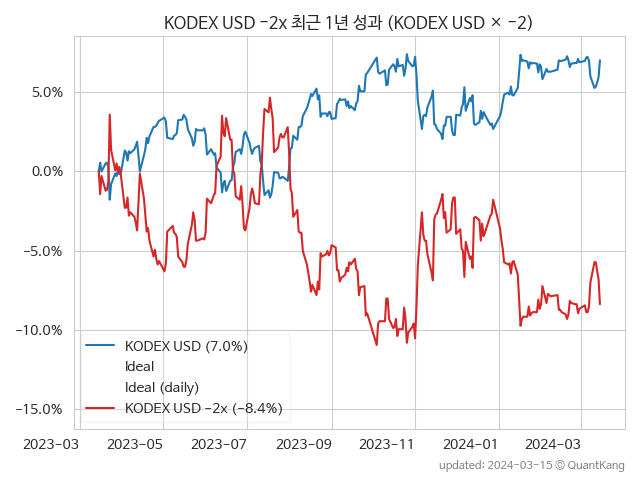 KODEX USD −2x 최근 1년 성과 (KODEX USD × −2)
5.0%
0.0%
−5.0%
−10.0%
−15.0%
KODEX USD (7.0%)
Ideal
Ideal (daily)
KODEX USD −2x (−8.4%)
2023−03 2023−05 2023−07 2023−09 2023−11 2024−01 2024−03
updated: 2024−03−15 © QuantKang